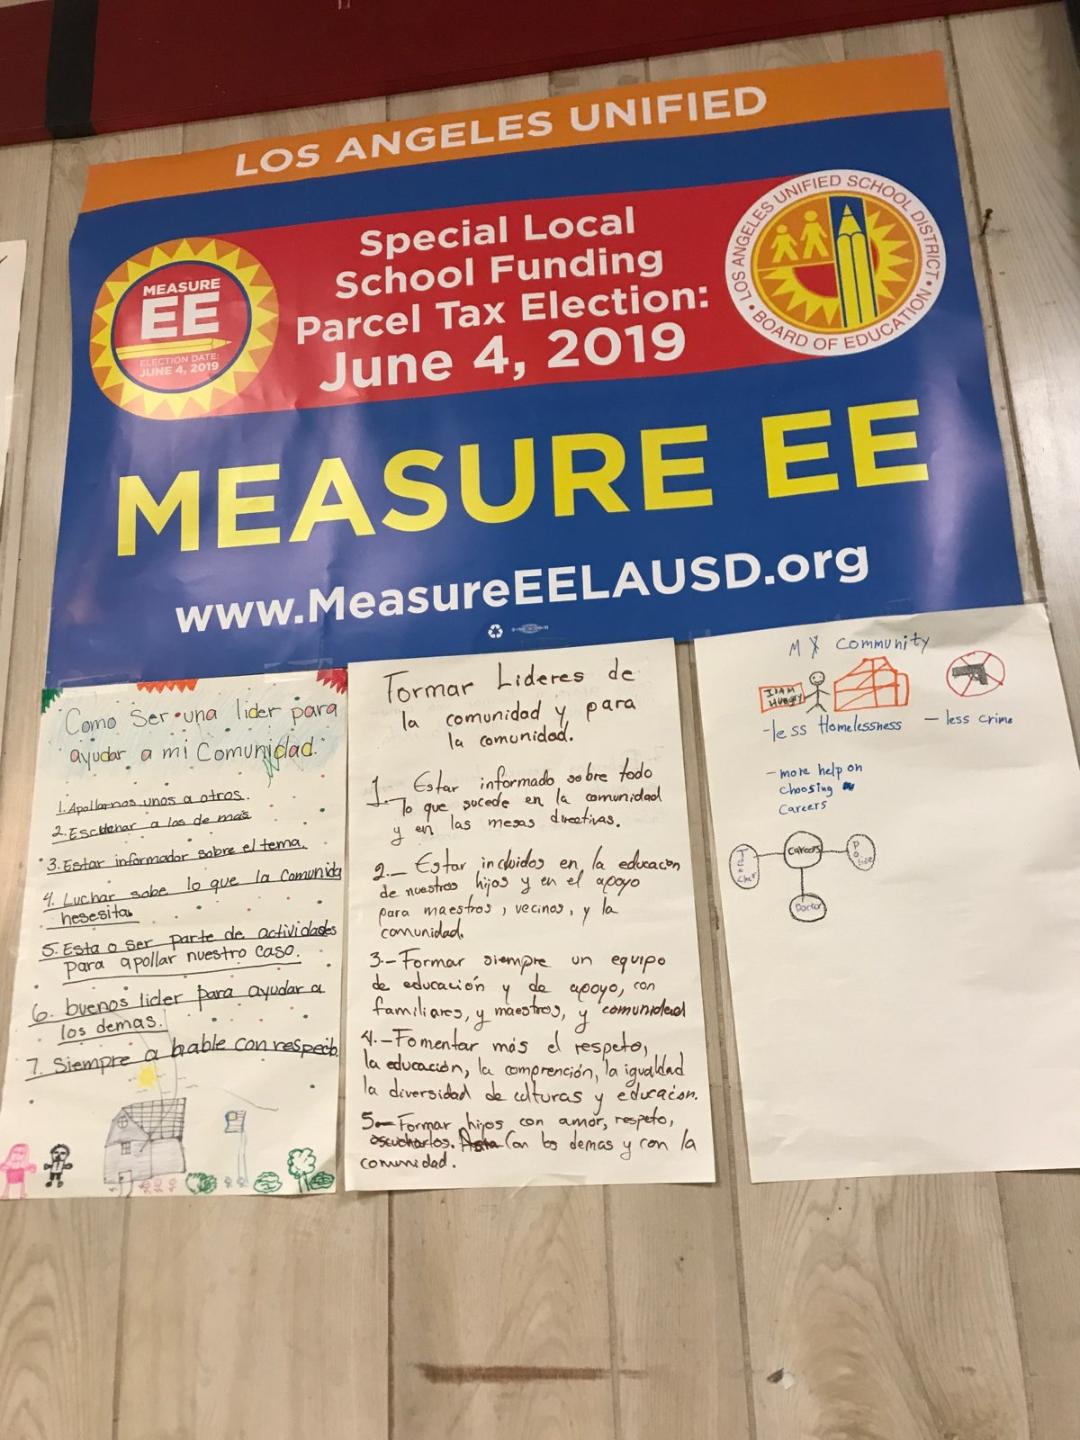 LOS ANGELES UNIFIED
Special Local
School Funding
Parcel Tax Election:
June 4, 2019
MEASURE
EE
ELECTION DATE:
JUNE 4, 2019
LOS ANGELES UNIFIED SCHOOL DISTRICT
BOARD OF EDUCATION
MEASURE EE
www.MeasureEELAUSD.org
Como Ser una lider para
ayudar a mi Comunidad.
1. Apollarnos unos a otros.
2. Escuchar a los de mas
3. Estar informador sobre el tema.
4. Luchar sobe lo que la Comunida
hesesita
5. Esta o ser parte de actividades
para apollar nuestro caso.
6. buenos lider para ayudar a
los demas.
7. Siempre a hable con respecto
Formar Lideres de
la comunidad y para
la comunidad.
1._ Estar informado sobre todo
lo que sucede en la comunidad
y en las mesas directivas.
2._ Estar incluidos en la educacion
de nuestros hijos y en el apoyo
para maestros, vecinos, y la
comunidad.
3.-Formar siempre un equipo
de educación y de apoyo, con
familiares, y maestros, y comunidad
4.-Fomentar más el respeto,
la educación, la comprención, la igualdad
la diversidad de culturas y educacion.
5.- Formar hijos con amor, respeto,
escucharlos. Con los demas y con la
comunidad.
MY Community
I AM
HUNGRY
-less Homelessness
- less crime
- more help on
choosing
Careers
Careers
Teacher
Police
Doctor